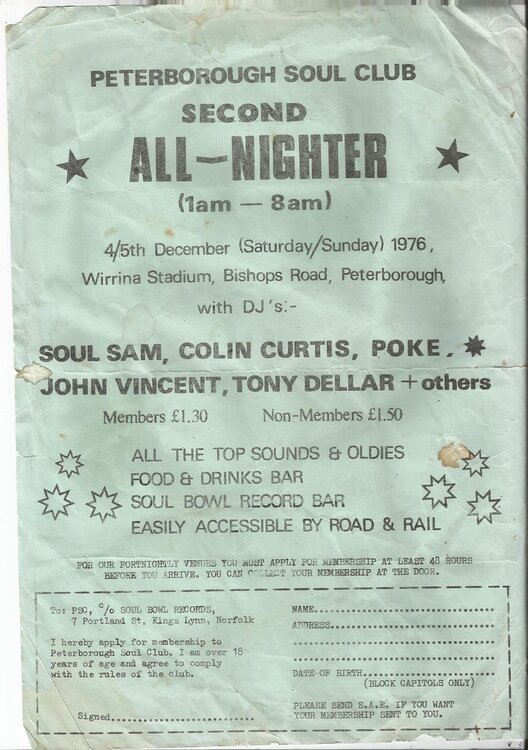 PETERBOROUGH SOUL CLUB
SECOND
ALL-NIGHTER
(1am — 8am)
4/5th December (Saturday/Sunday) 1976,
Wirrina Stadium, Bishops Road, Peterborough,
with DJ's:-
SOUL SAM, COLIN CURTIS, POKE.
JOHN VINCENT, TONY DELLAR + others
Members £1.30 Non-Members £1.50
ALL THE TOP SOUNDS & OLDIES
FOOD & DRINKS BAR
SOUL BOWL RECORD BAR
EASILY ACCESSIBLE BY ROAD & RAIL
FOR OUR FORTNIGHTLY VENUES YOU MUST APPLY FOR MEMBERSHIP AT LEAST 48 HOURS
BEFORE YOU ARRIVE. YOU CAN COLLECT YOUR MEMBERSHIP AT THE DOOR.
To: PSC, c/o SOUL BOWL RECORDS,
7 Portland St, Kings Lynn, Norfolk
I hereby apply for membership to
Peterborough Soul Club. I am over 18
years of age and agree to comply
with the rules of the club.
Signed........................
NAME................................
ADDRESS.............................
DATE OF BIRTH.......................
(BLOCK CAPITOLS ONLY)
PLEASE SEND S.A.E. IF YOU WANT
YOUR MEMBERSHIP SENT TO YOU.